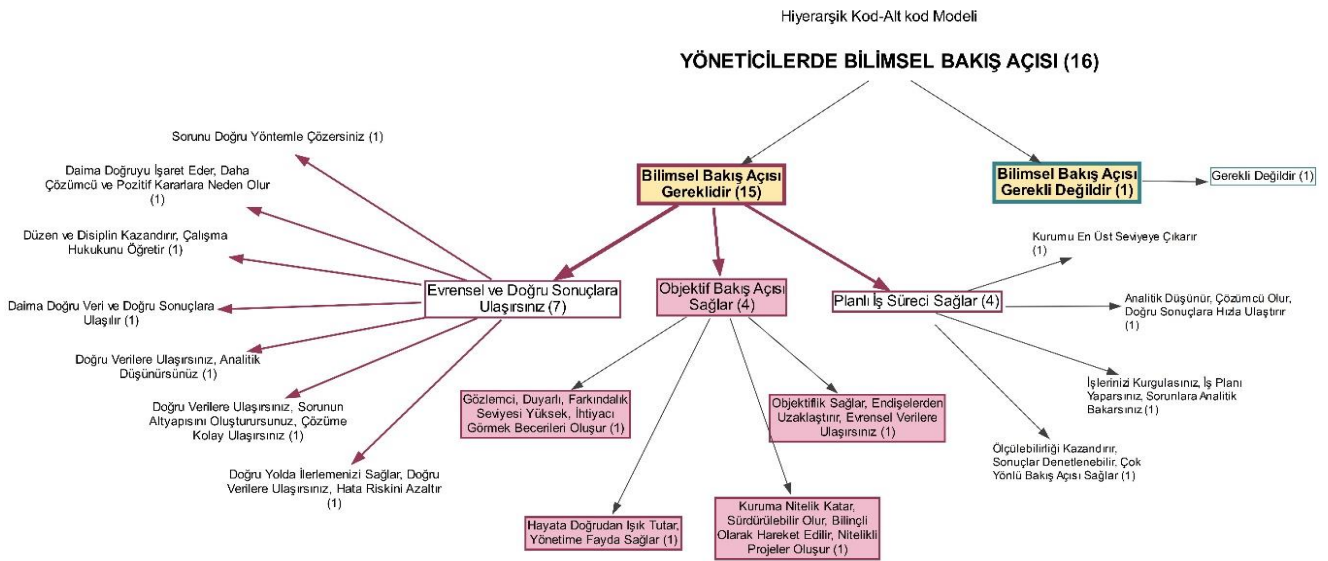 Hiyerarşik Kod-Alt kod Modeli
YÖNETİCİLERDE BİLİMSEL BAKIŞ AÇISI (16)
Bilimsel Bakış Açısı
Gereklidir (15)
Bilimsel Bakış Açısı
Gerekli Değildir (1)
Gerekli Değildir (1)
Sorunu Doğru Yöntemle Çözersiniz (1)
Daima Doğruyu İşaret Eder, Daha
Çözümcü ve Pozitif Kararlara Neden Olur
(1)
Düzen ve Disiplin Kazandırır, Çalışma
Hukukunu Öğretir (1)
Daima Doğru Veri ve Doğru Sonuçlara
Ulaşılır (1)
Doğru Verilere Ulaşırsınız, Analitik
Düşünürsünüz (1)
Doğru Verilere Ulaşırsınız, Sorunun
Altyapısını Oluşturursunuz, Çözüme
Kolay Ulaşırsınız (1)
Doğru Yolda İlerlemenizi Sağlar, Doğru
Verilere Ulaşırsınız, Hata Riskini Azaltır
(1)
Evrensel ve Doğru Sonuçlara
Ulaşırsınız (7)
Objektif Bakış Açısı
Sağlar (4)
Planlı İş Süreci Sağlar (4)
Gözlemci, Duyarlı, Farkındalık
Seviyesi Yüksek, İhtiyacı
Görmek Becerileri Oluşur (1)
Hayata Doğrudan Işık Tutar,
Yönetime Fayda Sağlar (1)
Kuruma Nitelik Katar,
Sürdürülebilir Olur, Bilinçli
Olarak Hareket Edilir, Nitelikli
Projeler Oluşur (1)
Objektiflik Sağlar, Endişelerden
Uzaklaştırır, Evrensel Verilere
Ulaşırsınız (1)
Kurumu En Üst Seviyeye Çıkarır
(1)
Analitik Düşünür, Çözümcü Olur,
Doğru Sonuçlara Hızla Ulaştırır
(1)
İşlerinizi Kurgulasınız, İş Planı
Yaparsınız, Sorunlara Analitik
Bakarsınız (1)
Ölçülebilirliği Kazandırır,
Sonuçlar Denetlenebilir, Çok
Yönlü Bakış Açısı Sağlar (1)